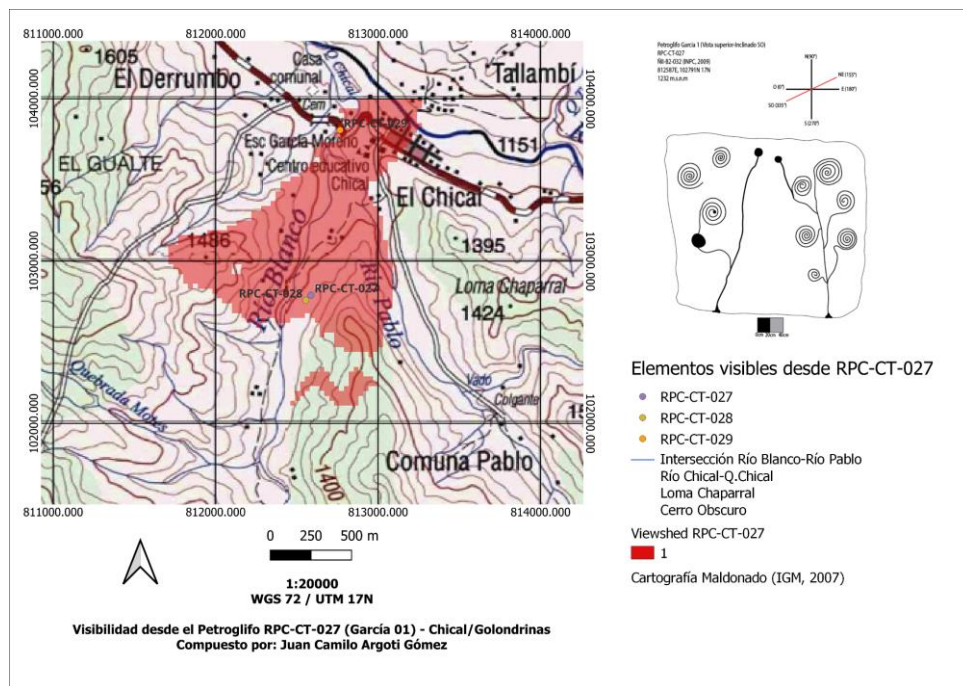 811000.000 812000.000 813000.000 814000.000
104000.000
103000.000
102000.000
1605
El Derrumbo
Casa
comunal
Q. Chical
Tallambí
Cem
RPC-CT-029
Esc García Moreno
1151
EL GUALTE
Centro educativo
Chical
56
El Chical
1486
1395
Río Blanco
Río Pablo
Loma Chaparral
RPC-CT-028
RPC-CT-027
1424
Quebrada Motes
Vado
Colgante
Comuna Pablo
1400
104000.000
103000.000
102000.000
811000.000 812000.000 813000.000 814000.000
0 250 500 m
1:20000
WGS 72 / UTM 17N
Visibilidad desde el Petroglifo RPC-CT-027 (García 01) - Chical/Golondrinas
Compuesto por: Juan Camilo Argoti Gómez
Petroglifo García 1 (Vista superior-Inclinado SO)
RPC-CT-027
812587E, 102791N 17N
1232 m.s.n.m
Elementos visibles desde RPC-CT-027
RPC-CT-027
RPC-CT-028
RPC-CT-029
Intersección Río Blanco-Río Pablo
Río Chical-Q.Chical
Loma Chaparral
Cerro Obscuro
Viewshed RPC-CT-027
1
Cartografía Maldonado (IGM, 2007)